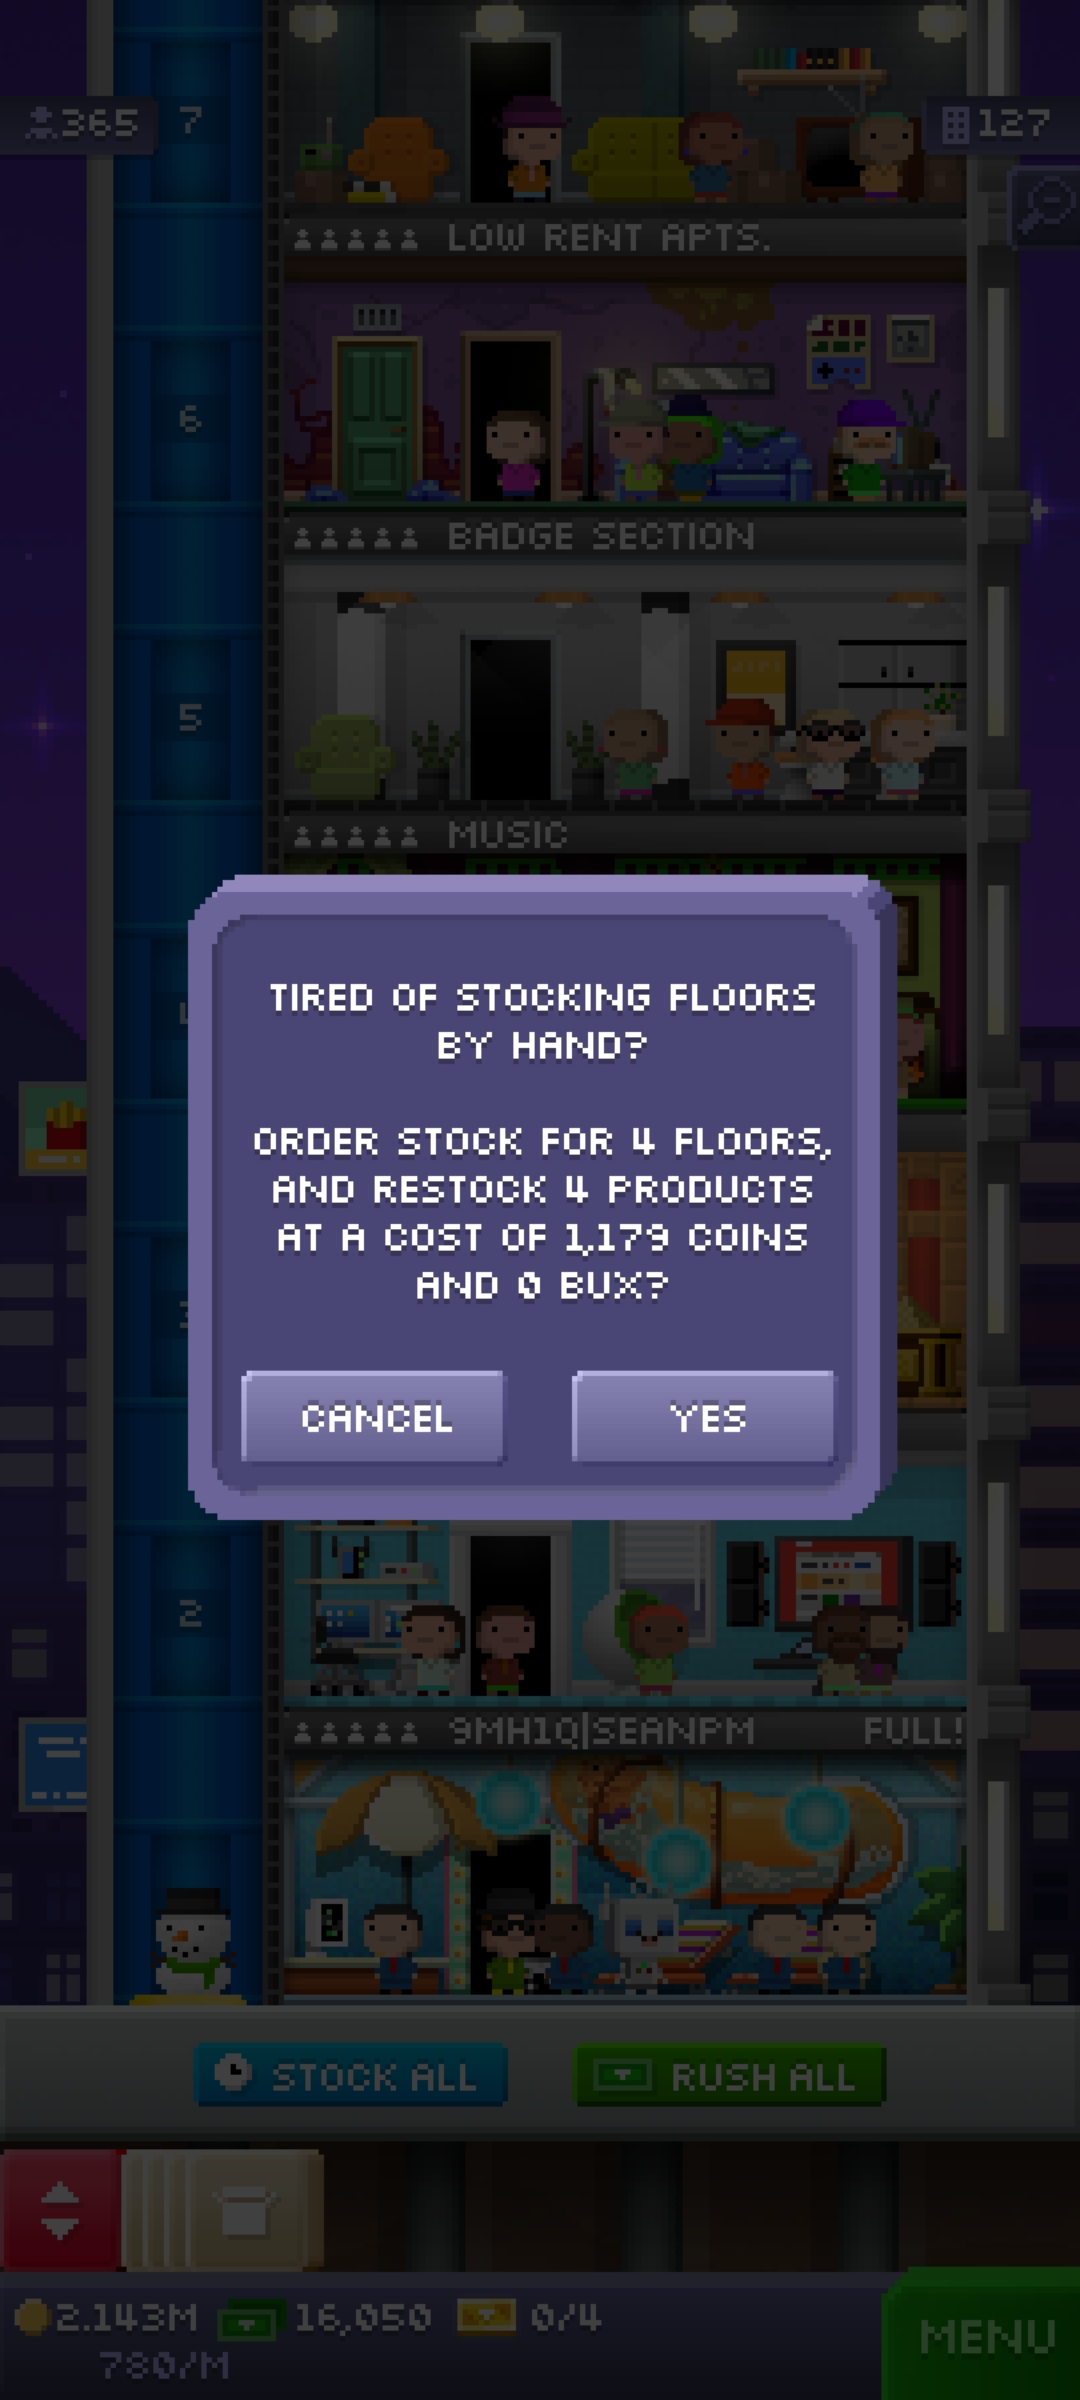 365
7
127
LOW RENT APTS.
6
BADGE SECTION
5
MUSIC
TIRED OF STOCKING FLOORS
BY HAND?
ORDER STOCK FOR 4 FLOORS,
AND RESTOCK 4 PRODUCTS
AT A COST OF 1,179 COINS
AND 0 BUX?
CANCEL
YES
2
9MH1Q|SEANPM
FULL!
STOCK ALL
RUSH ALL
2.143M
16,050
0/4
780/M
MENU